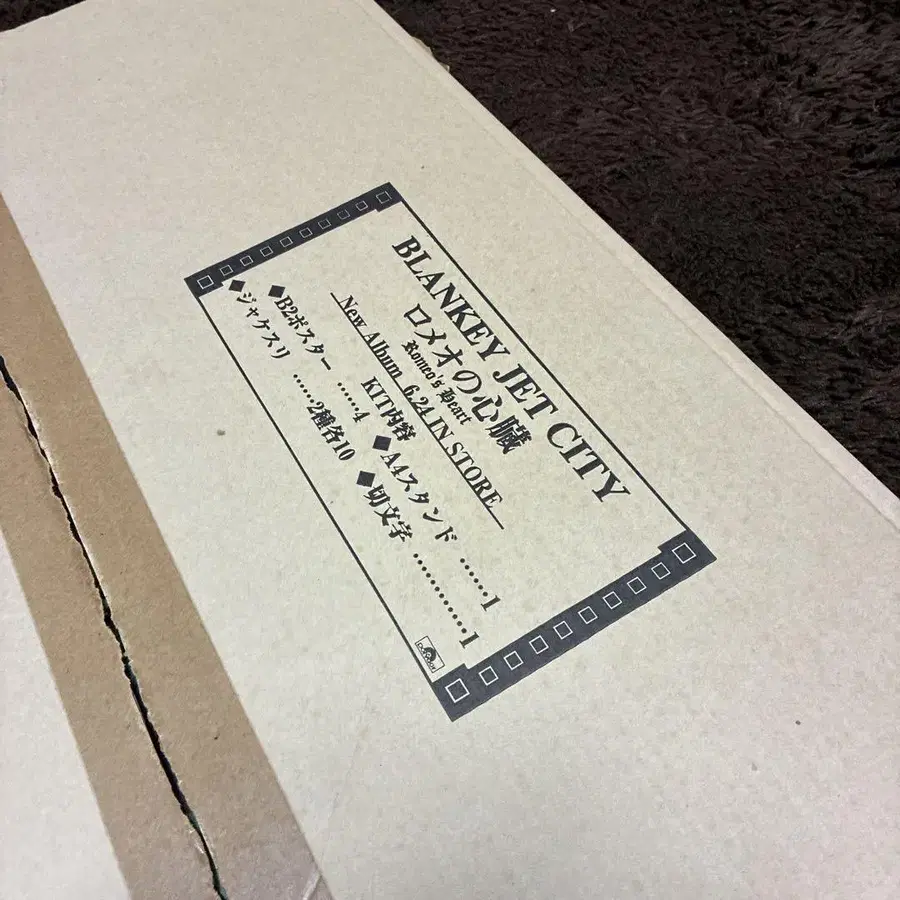 BLANKEY JET CITY
ロメオの心臓
Romeo's Heart
New Album 6.24 IN STORE
KIT内容
◆B2ポスター ……4
◆A4スタンド ……1
◆ジャケスリ ……2種各10
◆切文字 …………1
polydor